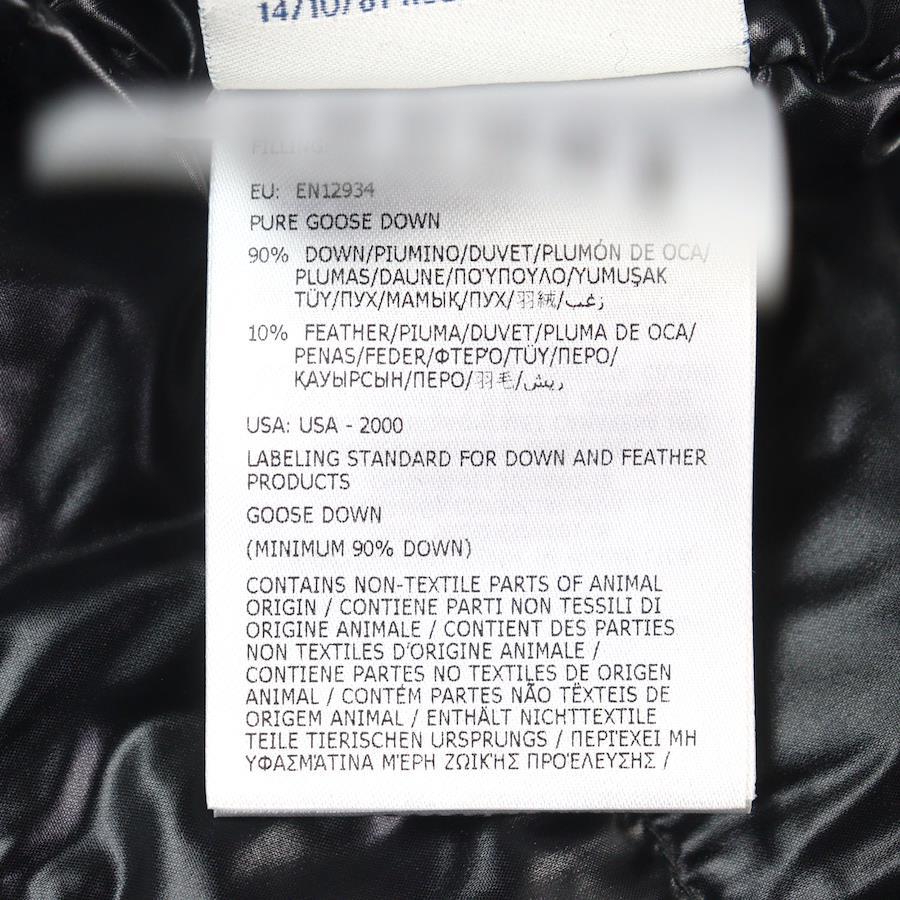 FILLING
EU: EN12934
PURE GOOSE DOWN
90% DOWN/PIUMINO/DUVET/PLUMÓN DE OCA/
PLUMAS/DAUNE/ΠΟΎΠΟΥΛΟ/YUMUŞAK
TÜY/ПУХ/МАМЫҚ/ПУХ/羽絨/زغب
10% FEATHER/PIUMA/DUVET/PLUMA DE OCA/
PENAS/FEDER/ΦΤΕΡΌ/TÜY/ПЕРО/
ҚАУЫРСЫН/ПЕРО/羽毛/ريش
USA: USA - 2000
LABELING STANDARD FOR DOWN AND FEATHER
PRODUCTS
GOOSE DOWN
(MINIMUM 90% DOWN)
CONTAINS NON-TEXTILE PARTS OF ANIMAL
ORIGIN / CONTIENE PARTI NON TESSILI DI
ORIGINE ANIMALE / CONTIENT DES PARTIES
NON TEXTILES D'ORIGINE ANIMALE /
CONTIENE PARTES NO TEXTILES DE ORIGEN
ANIMAL / CONTÉM PARTES NÃO TËXTEIS DE
ORIGEM ANIMAL / ENTHÄLT NICHTTEXTILE
TEILE TIERISCHEN URSPRUNGS / ΠΕΡΙΈΧΕΙ ΜΗ
ΥΦΑΣΜΆΤΙΝΑ ΜΈΡΗ ΖΩΙΚΉΣ ΠΡΟΈΛΕΥΣΗΣ /